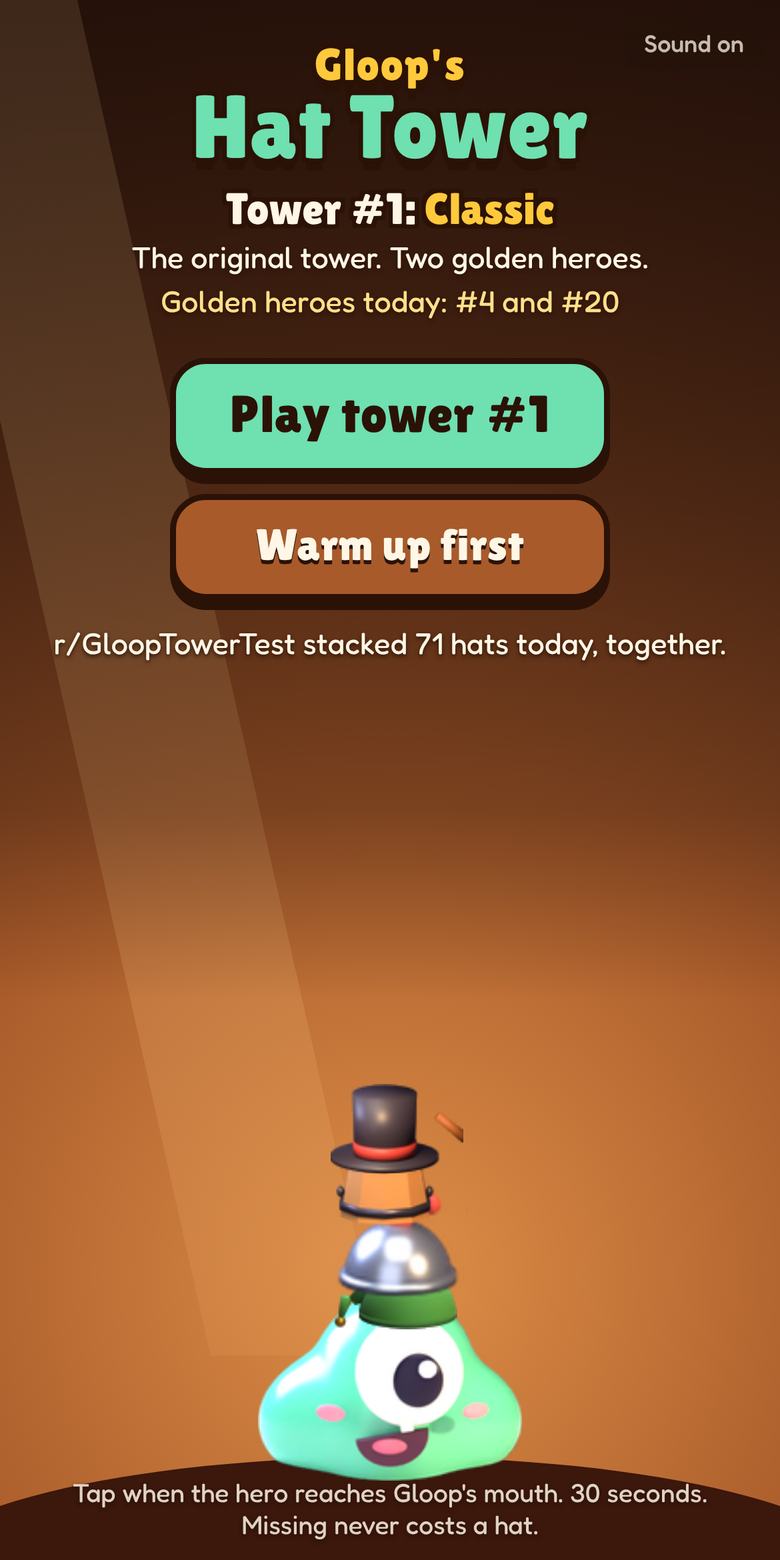 Sound on
Gloop's
Hat Tower
Tower #1: Classic
The original tower. Two golden heroes.
Golden heroes today: #4 and #20
Play tower #1
Warm up first
r/GloopTowerTest stacked 71 hats today, together.
Tap when the hero reaches Gloop's mouth. 30 seconds.
Missing never costs a hat.